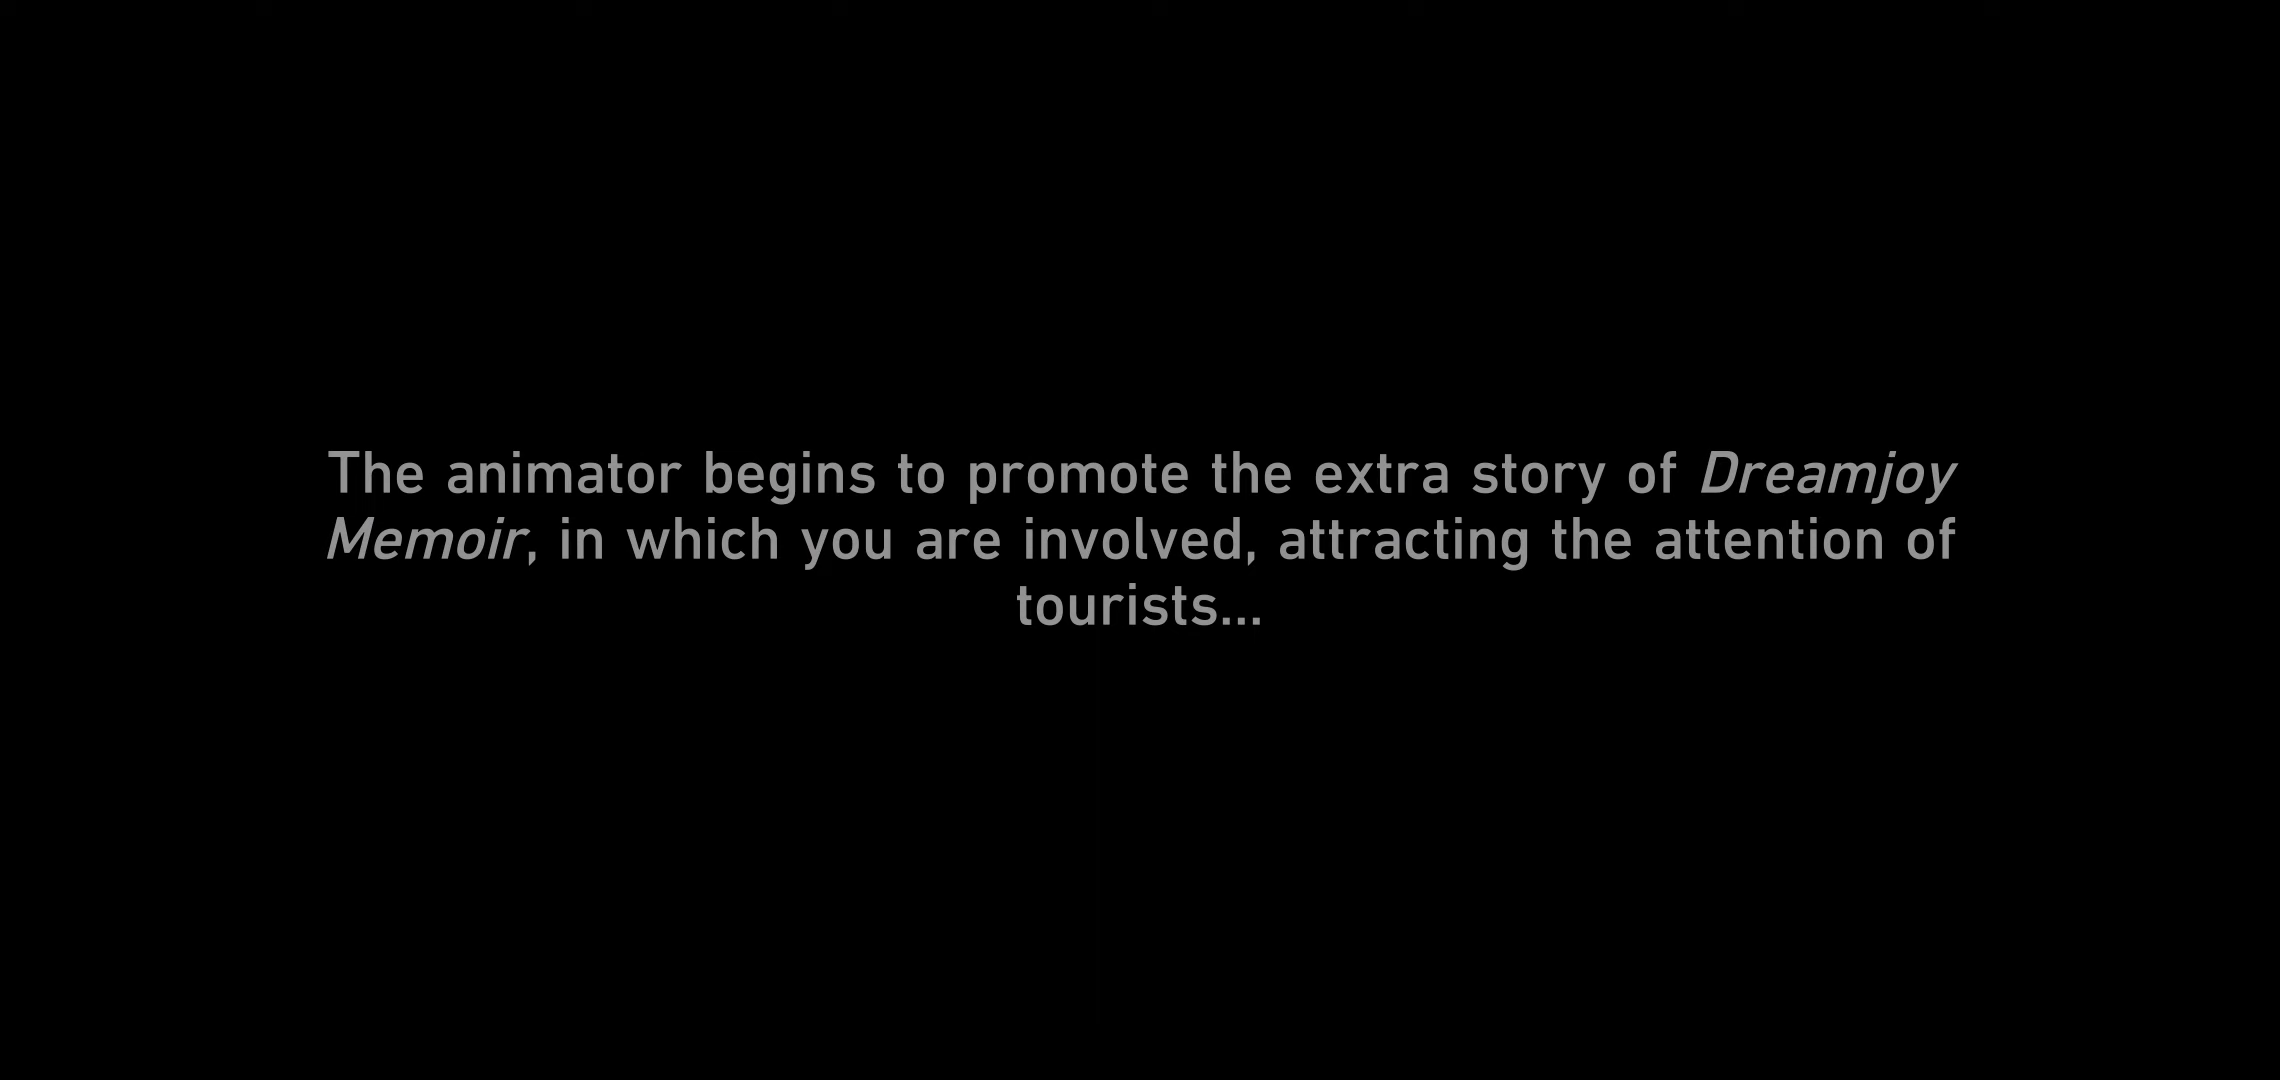 The animator begins to promote the extra story of Dreamjoy
Memoir, in which you are involved, attracting the attention of
tourists...